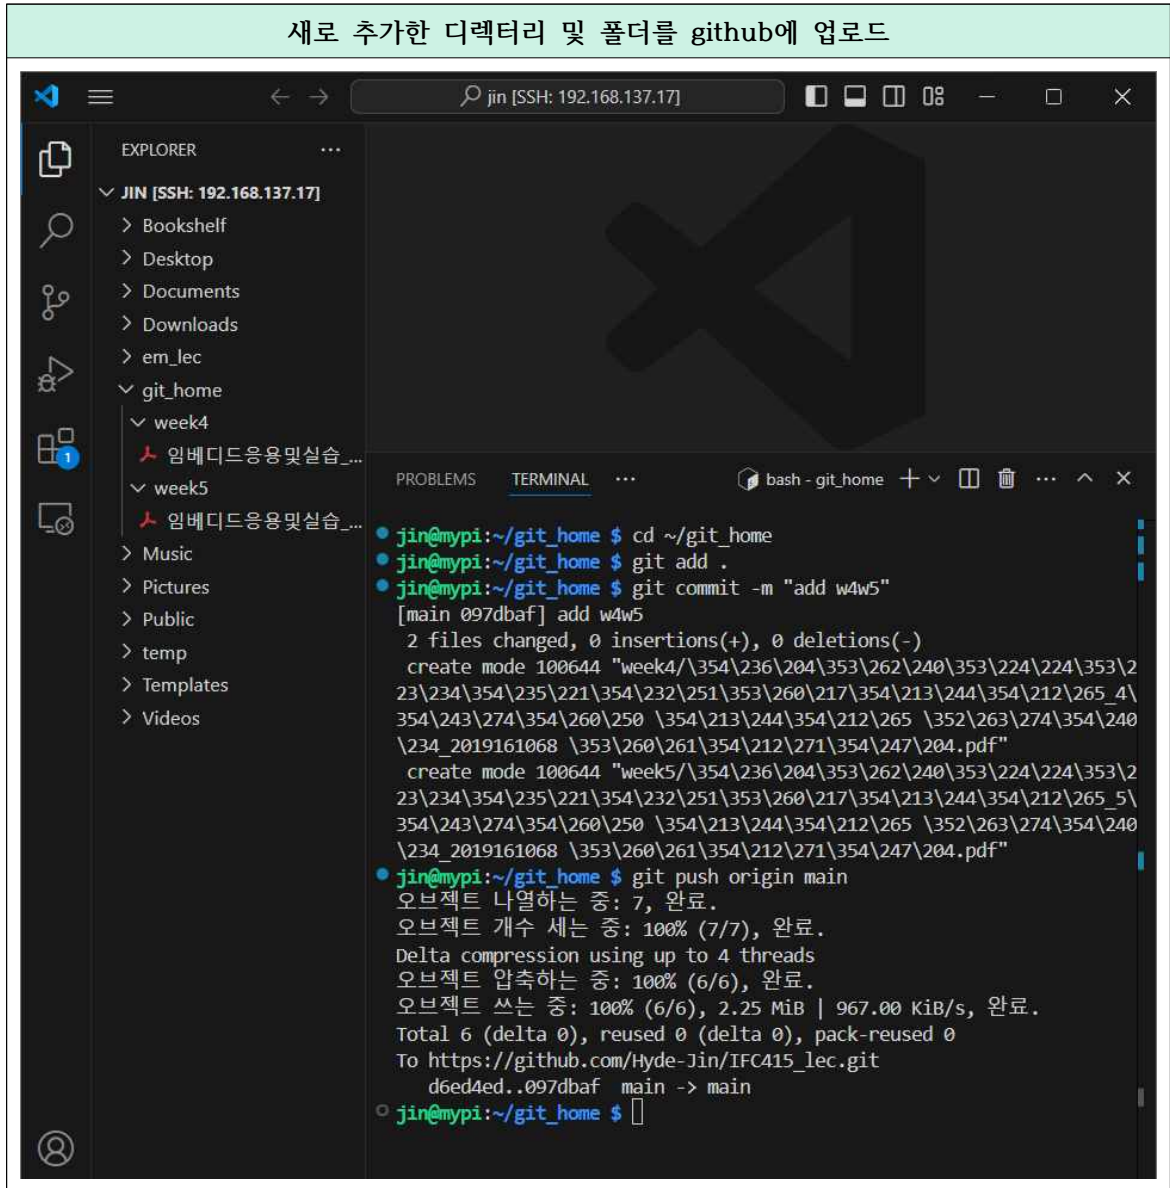 새로 추가한 디렉터리 및 폴더를 github에 업로드
jin [SSH: 192.168.137.17]
EXPLORER
JIN [SSH: 192.168.137.17]
Bookshelf
Desktop
Documents
Downloads
em_lec
git_home
week4
임베디드응용및실습_...
week5
임베디드응용및실습_...
Music
Pictures
Public
temp
Templates
Videos
1
PROBLEMS TERMINAL ... bash - git_home
jin@mypi:~/git_home $ cd ~/git_home
jin@mypi:~/git_home $ git add .
jin@mypi:~/git_home $ git commit -m "add w4w5"
[main 097dbaf] add w4w5
2 files changed, 0 insertions(+), 0 deletions(-)
create mode 100644 "week4/\354\236\204\353\262\240\353\224\224\353\2
23\234\354\235\221\354\232\251\353\260\217\354\213\244\354\212\265_4\
354\243\274\354\260\250 \354\213\244\354\212\265 \352\263\274\354\240
\234_2019161068 \353\260\261\354\212\271\354\247\204.pdf"
create mode 100644 "week5/\354\236\204\353\262\240\353\224\224\353\2
23\234\354\235\221\354\232\251\353\260\217\354\213\244\354\212\265_5\
354\243\274\354\260\250 \354\213\244\354\212\265 \352\263\274\354\240
\234_2019161068 \353\260\261\354\212\271\354\247\204.pdf"
jin@mypi:~/git_home $ git push origin main
오브젝트 나열하는 중: 7, 완료.
오브젝트 개수 세는 중: 100% (7/7), 완료.
Delta compression using up to 4 threads
오브젝트 압축하는 중: 100% (6/6), 완료.
오브젝트 쓰는 중: 100% (6/6), 2.25 MiB | 967.00 KiB/s, 완료.
Total 6 (delta 0), reused 0 (delta 0), pack-reused 0
To https://github.com/Hyde-Jin/IFC415_lec.git
d6ed4ed..097dbaf main -> main
jin@mypi:~/git_home $